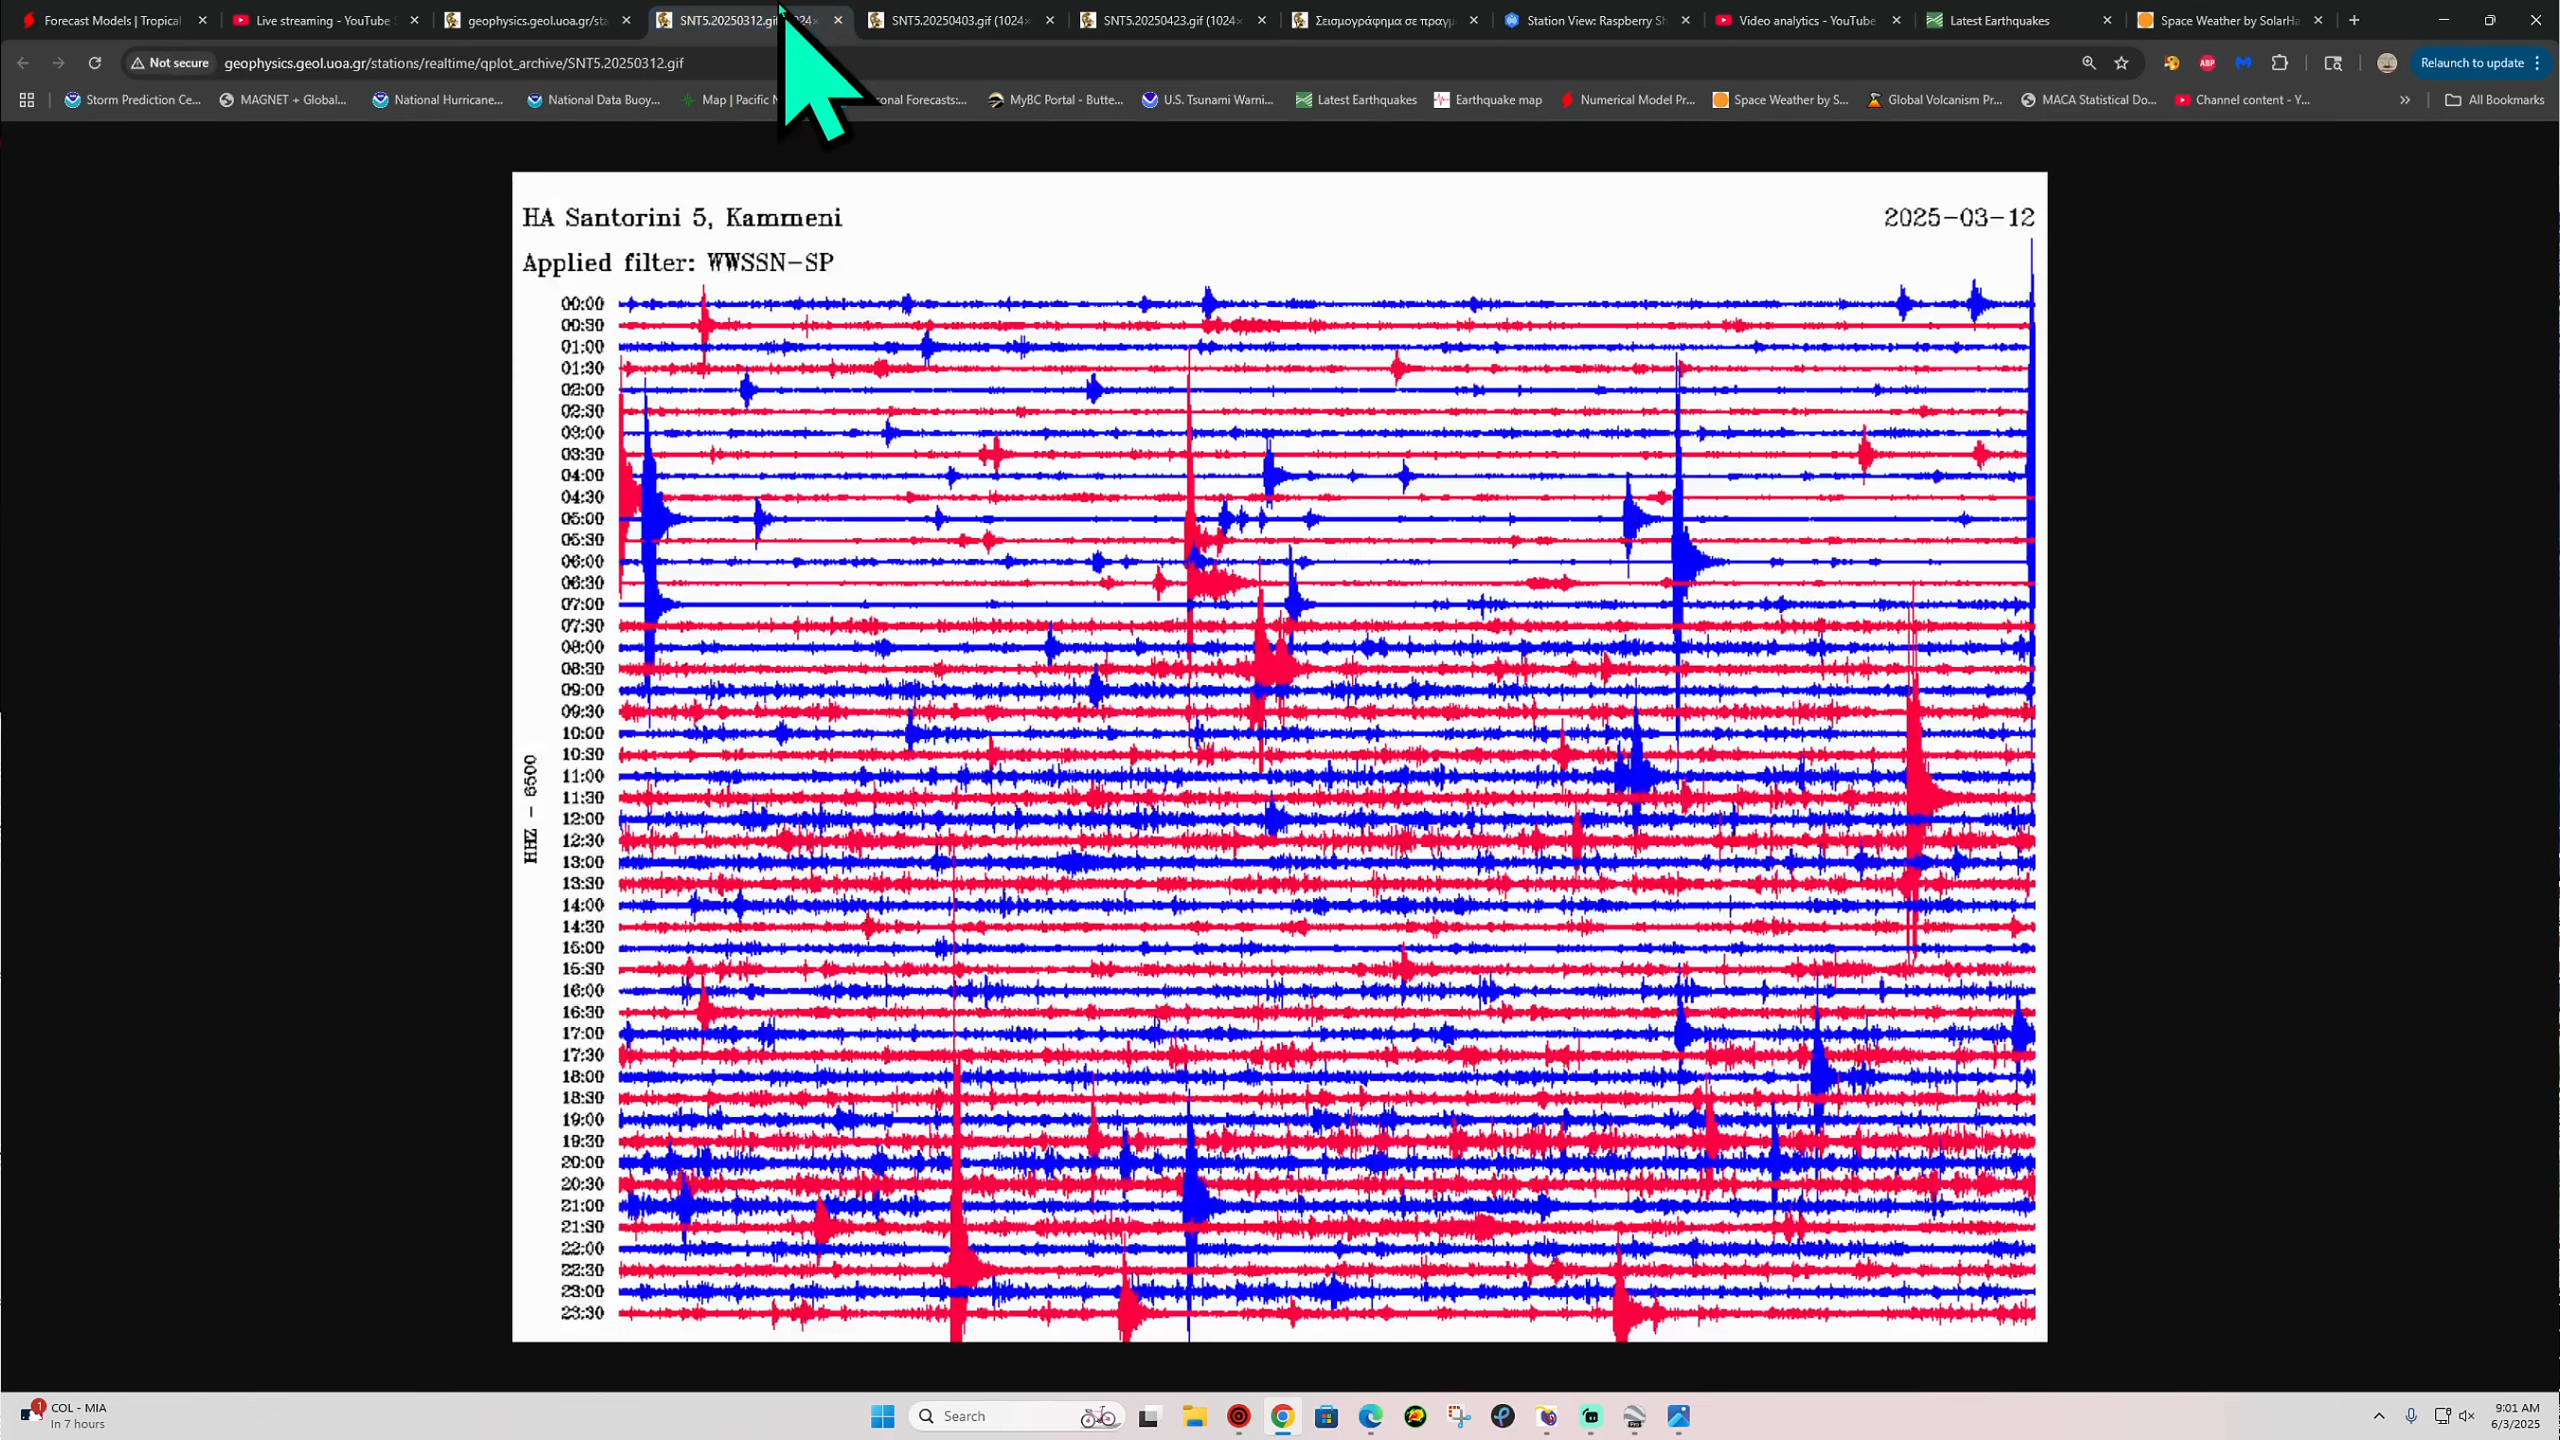 Forecast Models | Tropical
Live streaming - YouTube S
geophysics.geol.uoa.gr/sta
SNT5.20250312.gif
SNT5.20250403.gif (1024×
SNT5.20250423.gif (1024×
Σεισμογράφημα σε πραγμ
Station View: Raspberry Sh
Video analytics - YouTube
Latest Earthquakes
Space Weather by SolarHa
Not secure
geophysics.geol.uoa.gr/stations/realtime/qplot_archive/SNT5.20250312.gif
ABP
Relaunch to update
Storm Prediction Ce...
MAGNET + Global...
National Hurricane...
National Data Buoy...
Map | Pacific
onal Forecasts:...
MyBC Portal - Butte...
U.S. Tsunami Warni...
Latest Earthquakes
Earthquake map
Numerical Model Pr...
Space Weather by S...
Global Volcanism Pr...
MACA Statistical Do...
Channel content - Y...
All Bookmarks
HA Santorini 5, Kammeni
2025-03-12
Applied filter: WWSSN-SP
HHZ - 6500
00:00
00:30
01:00
01:30
02:00
02:30
03:00
03:30
04:00
04:30
05:00
05:30
06:00
06:30
07:00
07:30
08:00
08:30
09:00
09:30
10:00
10:30
11:00
11:30
12:00
12:30
13:00
13:30
14:00
14:30
15:00
15:30
16:00
16:30
17:00
17:30
18:00
18:30
19:00
19:30
20:00
20:30
21:00
21:30
22:00
22:30
23:00
23:30
1
COL - MIA
In 7 hours
Search
9:01 AM
6/3/2025